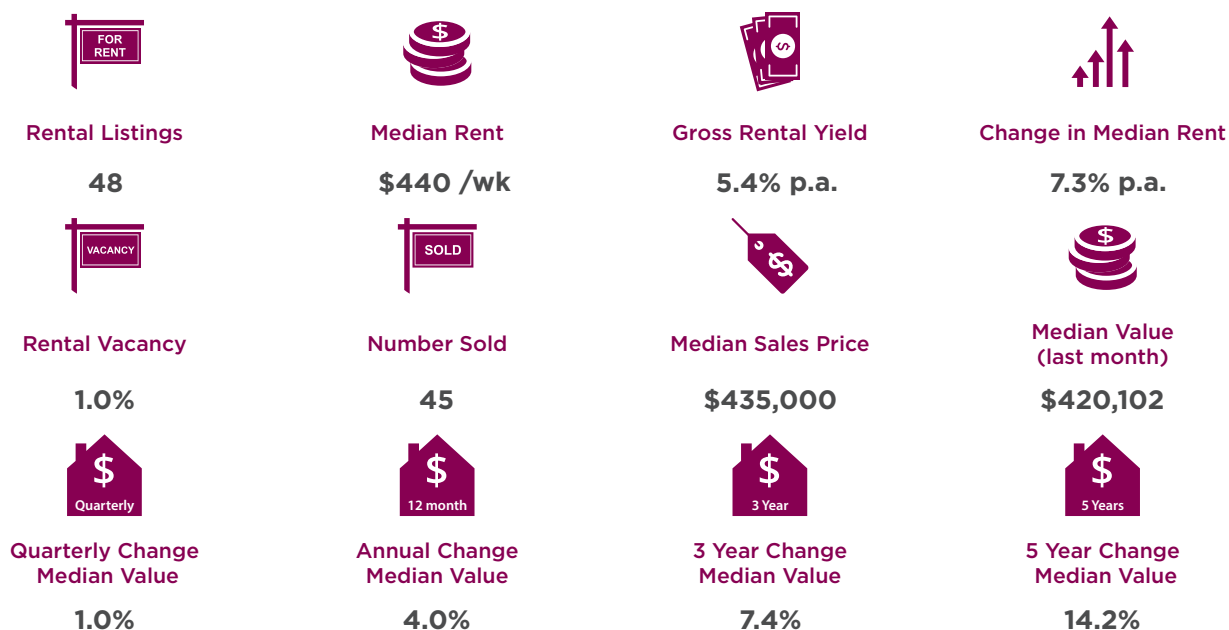 FOR
RENT
$
$
Rental Listings
Median Rent
Gross Rental Yield
Change in Median Rent
48
$440 /wk
5.4% p.a.
7.3% p.a.
VACANCY
SOLD
$
$
Rental Vacancy
Number Sold
Median Sales Price
Median Value
(last month)
1.0%
45
$435,000
$420,102
$
Quarterly
$
12 month
$
3 Year
$
5 Years
Quarterly Change
Median Value
Annual Change
Median Value
3 Year Change
Median Value
5 Year Change
Median Value
1.0%
4.0%
7.4%
14.2%